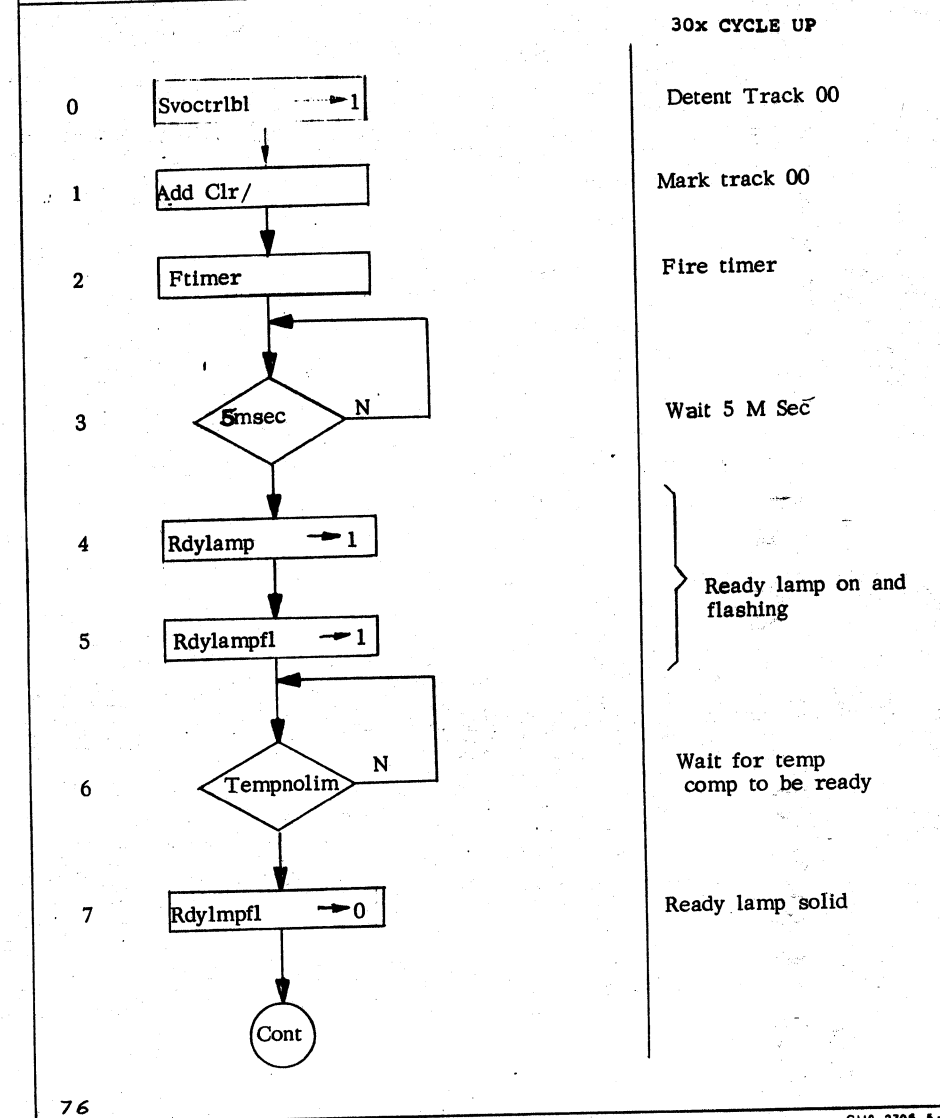 30x CYCLE UP
0 Svoctrlbl →1 Detent Track 00
1 Add Clr/ Mark track 00
2 Ftimer Fire timer
3 5msec N Wait 5 M Sec
4 Rdylamp →1
Ready lamp on and
flashing
5 Rdylampfl →1
6 Tempnolim N Wait for temp
comp to be ready
7 Rdylmpfl →0 Ready lamp solid
Cont
76